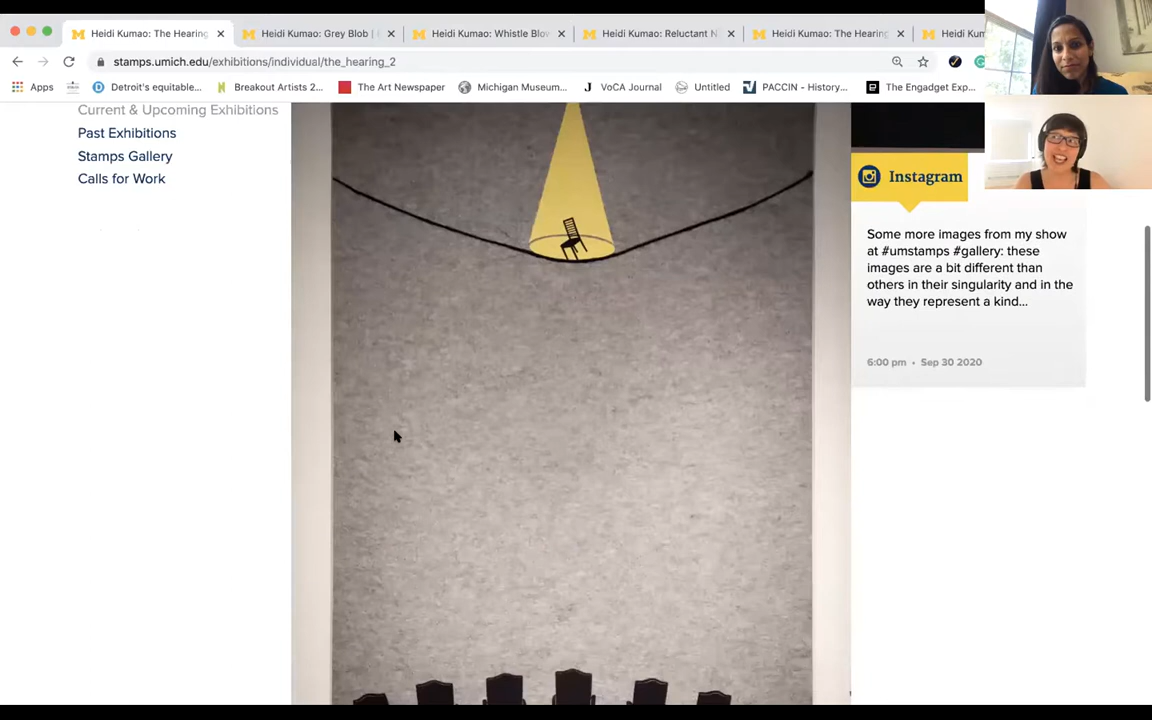 Heidi Kumao: The Hearing
Heidi Kumao: Grey Blob |
Heidi Kumao: Whistle Blov
Heidi Kumao: Reluctant N
Heidi Kumao: The Hearing
Heidi Kum
stamps.umich.edu/exhibitions/individual/the_hearing_2
Apps
Detroit's equitable...
Breakout Artists 2...
The Art Newspaper
Michigan Museum...
VoCA Journal
Untitled
PACCIN - History...
The Engadget Exp...
Current & Upcoming Exhibitions
Past Exhibitions
Stamps Gallery
Calls for Work
Instagram
Some more images from my show
at #umstamps #gallery: these
images are a bit different than
others in their singularity and in the
way they represent a kind...
6:00 pm • Sep 30 2020